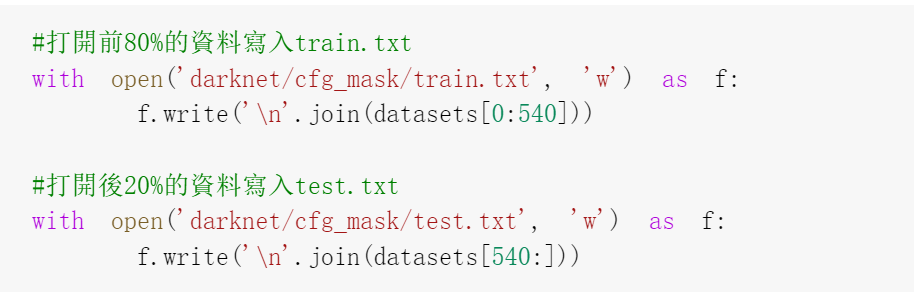 #打開前80%的資料寫入train.txt
with open('darknet/cfg_mask/train.txt', 'w') as f:
f.write('\n'.join(datasets[0:540]))
#打開後20%的資料寫入test.txt
with open('darknet/cfg_mask/test.txt', 'w') as f:
f.write('\n'.join(datasets[540:]))